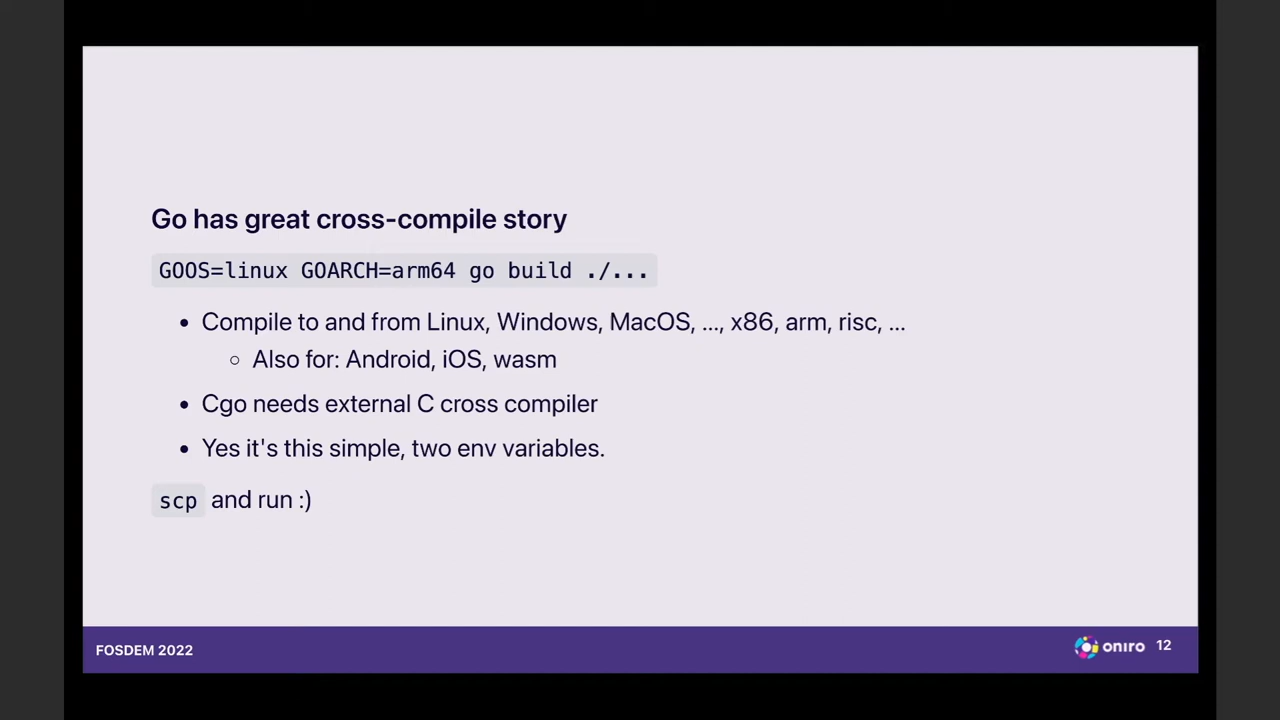 Go has great cross-compile story
GOOS=linux GOARCH=arm64 go build ./...
• Compile to and from Linux, Windows, MacOS, ..., x86, arm, risc, ...
○ Also for: Android, iOS, wasm
• Cgo needs external C cross compiler
• Yes it's this simple, two env variables.
scp and run :)
FOSDEM 2022
oniro 12